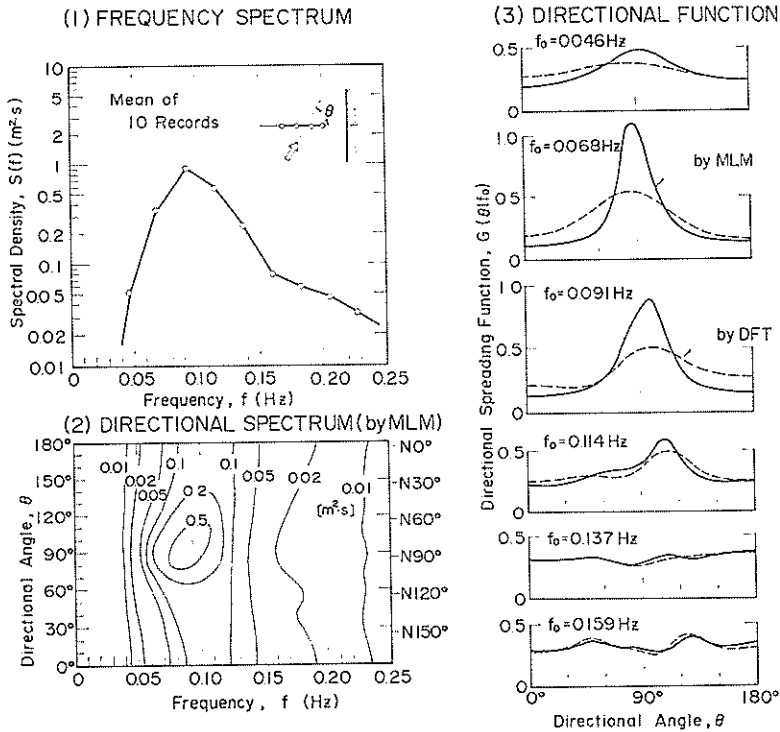 (1) FREQUENCY SPECTRUM
Spectral Density, S(f) (m²·s)
10
5
2
1
0.5
0.2
0.1
0.05
0.02
0.01
Mean of
10 Records
θ
0 0.05 0.10 0.15 0.20 0.25
Frequency, f (Hz)
(2) DIRECTIONAL SPECTRUM (by MLM)
Directional Angle, θ
180°
150°
120°
90°
60°
30°
0°
0.01 0.02 0.05 0.1 0.2 0.5 0.1 0.05 0.02 0.01
[m²·s]
N0°
N30°
N60°
N90°
N120°
N150°
0 0.05 0.10 0.15 0.20 0.25
Frequency, f (Hz)
(3) DIRECTIONAL FUNCTION
Directional Spreading Function, G (θ|f₀)
0.5
0
f₀=0.046Hz
1.0
0.5
0
f₀=0.068Hz
by MLM
1.0
0.5
0
f₀=0.091Hz
by DFT
0.5
0
f₀=0.114Hz
0.5
0
f₀=0.137Hz
0.5
0
f₀=0.159Hz
0° 90° 180°
Directional Angle, θ